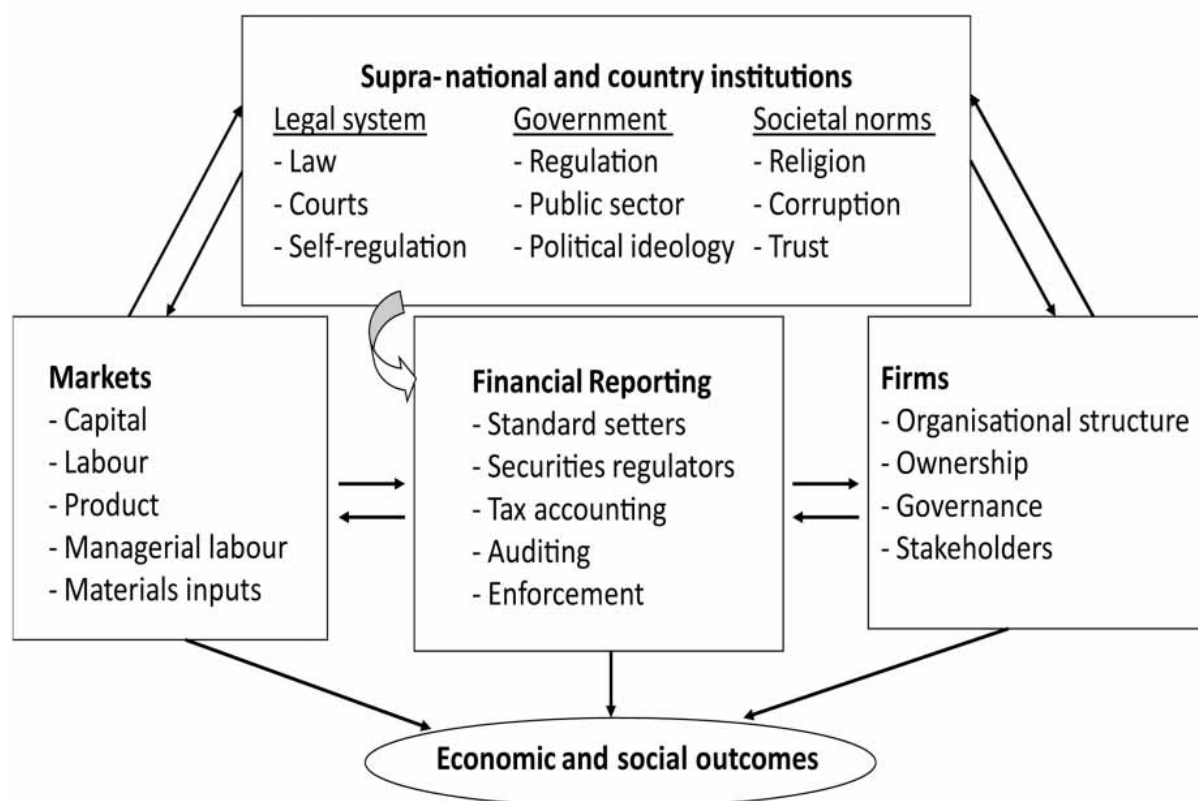 Supra-national and country institutions
Legal system
- Law
- Courts
- Self-regulation
Government
- Regulation
- Public sector
- Political ideology
Societal norms
- Religion
- Corruption
- Trust
Markets
- Capital
- Labour
- Product
- Managerial labour
- Materials inputs
Financial Reporting
- Standard setters
- Securities regulators
- Tax accounting
- Auditing
- Enforcement
Firms
- Organisational structure
- Ownership
- Governance
- Stakeholders
Economic and social outcomes